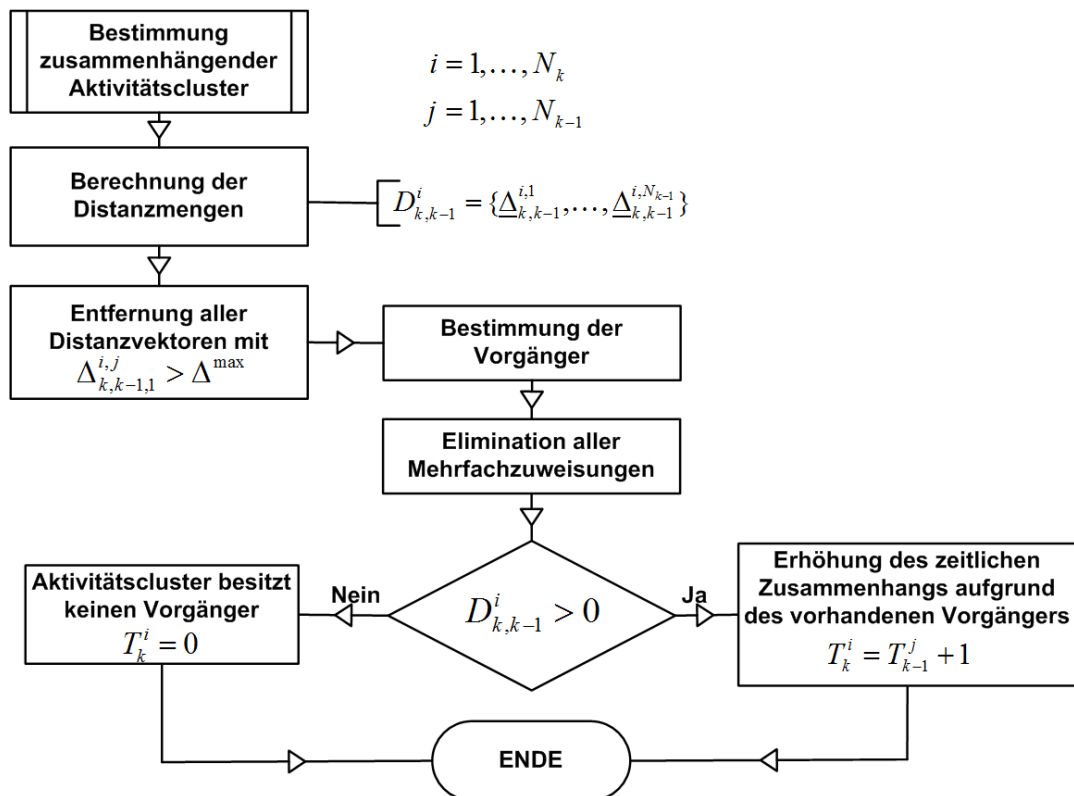 Bestimmung
zusammenhängender
Aktivitätscluster
i = 1,…, N_k
j = 1,…, N_{k−1}
Berechnung der
Distanzmengen
D^i_{k,k−1} = {Δ^{i,1}_{k,k−1},…, Δ^{i,N_{k−1}}_{k,k−1}}
Entfernung aller
Distanzvektoren mit
Δ^{i,j}_{k,k−1,1} > Δ^{max}
Bestimmung der
Vorgänger
Elimination aller
Mehrfachzuweisungen
D^i_{k,k−1} > 0
Nein
Ja
Aktivitätscluster besitzt
keinen Vorgänger
T^i_k = 0
Erhöhung des zeitlichen
Zusammenhangs aufgrund
des vorhandenen Vorgängers
T^i_k = T^j_{k−1} + 1
ENDE